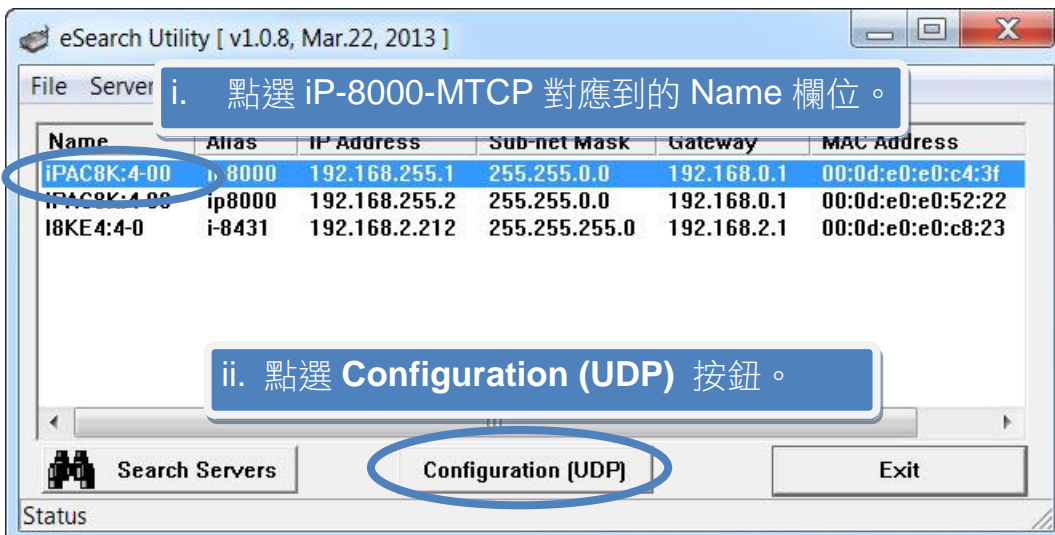 eSearch Utility [ v1.0.8, Mar.22, 2013 ]
File Server
i. 點選 iP-8000-MTCP 對應到的 Name 欄位。
Name Alias IP Address Sub-net Mask Gateway MAC Address
iPAC8K:4-00 ip8000 192.168.255.1 255.255.0.0 192.168.0.1 00:0d:e0:e0:c4:3f
iPAC8K:4-00 ip8000 192.168.255.2 255.255.0.0 192.168.0.1 00:0d:e0:e0:52:22
I8KE4:4-0 i-8431 192.168.2.212 255.255.255.0 192.168.2.1 00:0d:e0:e0:c8:23
ii. 點選 Configuration (UDP) 按鈕。
Search Servers Configuration (UDP) Exit
Status